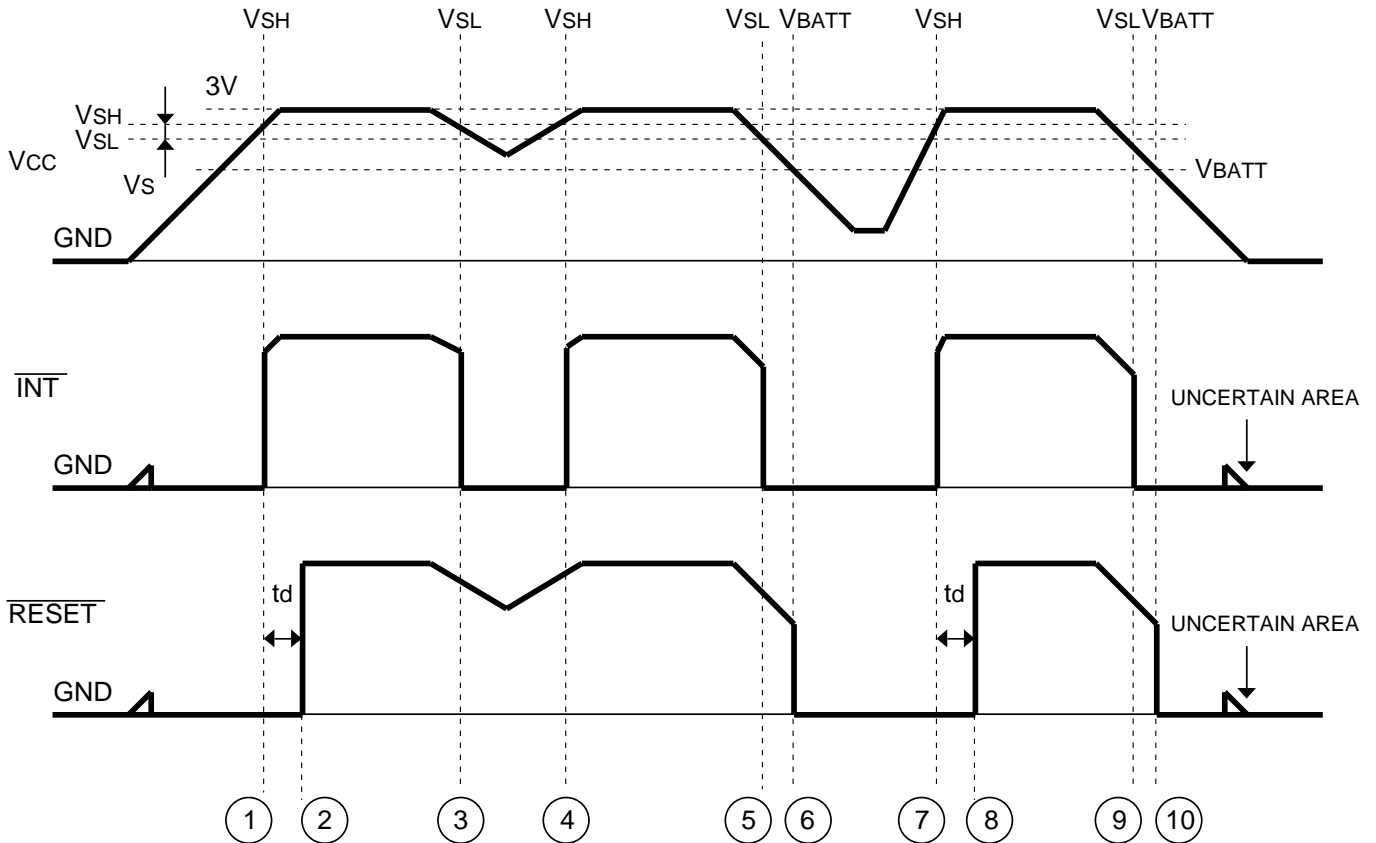 VSH VSL VSH VSL VBATT VSH VSL VBATT
3V
VSH
VSL
VCC
VS
VBATT
GND
INT
UNCERTAIN AREA
GND
td
td
RESET
UNCERTAIN AREA
GND
1 2 3 4 5 6 7 8 9 10